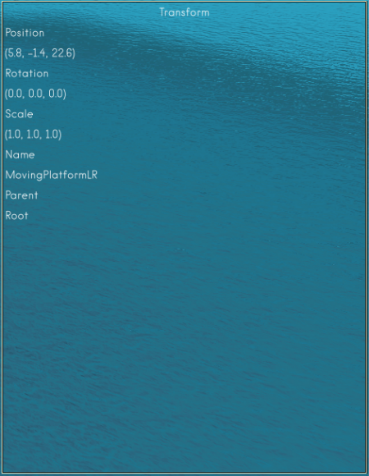 Transform
Position
(5.8, -1.4, 22.6)
Rotation
(0.0, 0.0, 0.0)
Scale
(1.0, 1.0, 1.0)
Name
MovingPlatformLR
Parent
Root